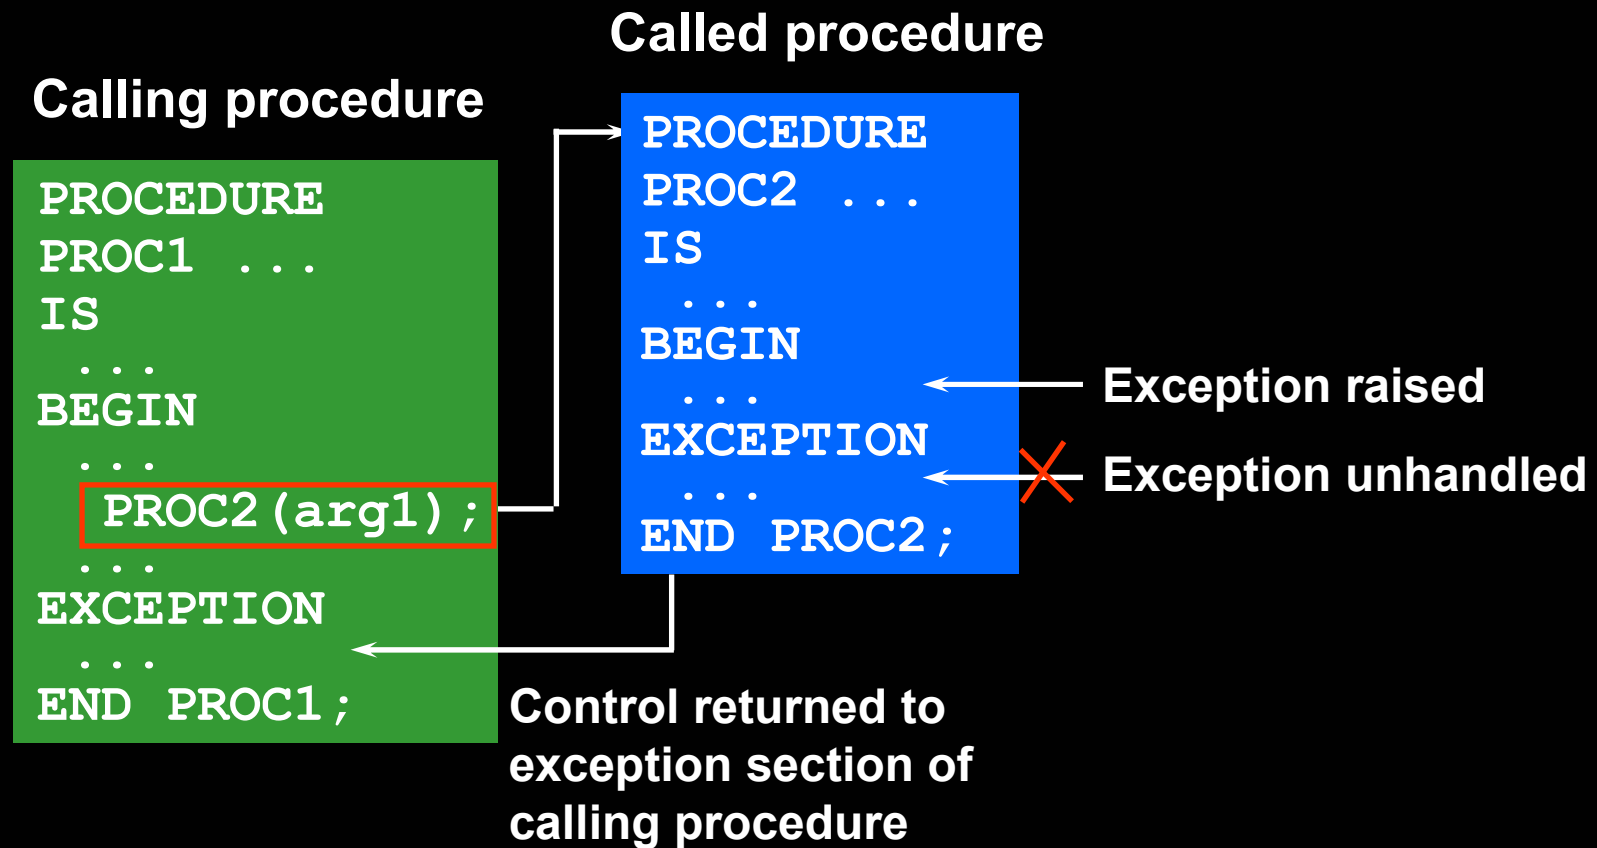 Called procedure
Calling procedure
PROCEDURE
PROC1 ...
IS
...
BEGIN
...
PROC2(arg1);
...
EXCEPTION
...
END PROC1;
PROCEDURE
PROC2 ...
IS
...
BEGIN
...
EXCEPTION
...
END PROC2;
Exception raised
Exception unhandled
Control returned to
exception section of
calling procedure